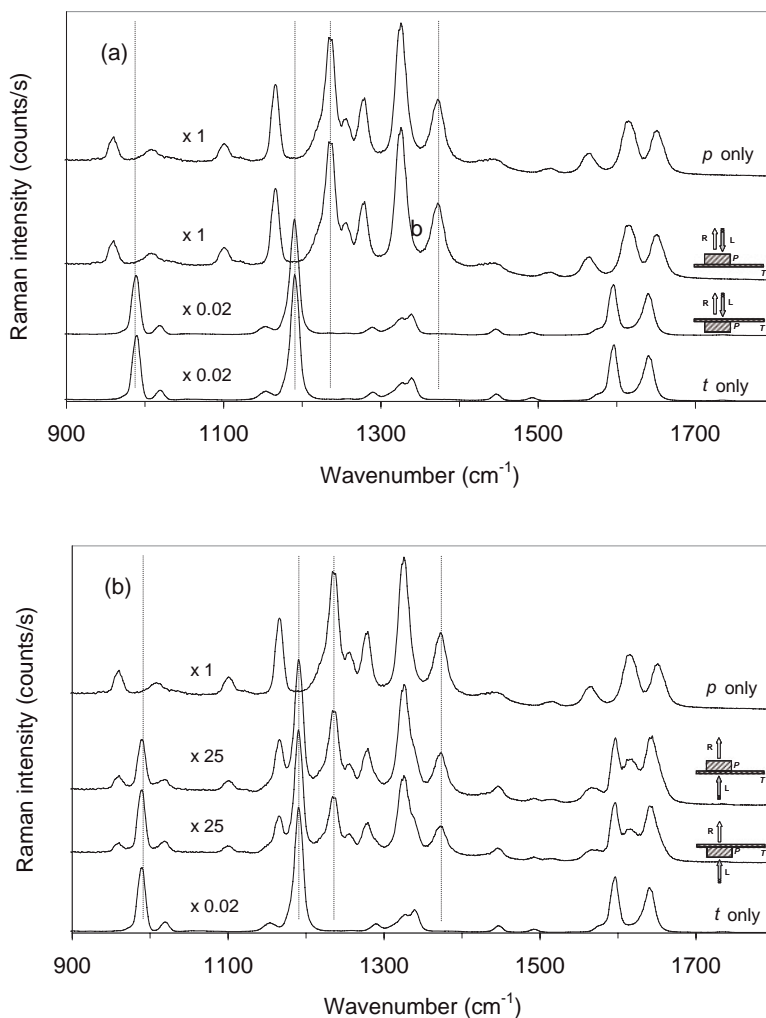 (a)
x 1
p only
x 1
b
R L
P
T
x 0.02
R L
P
T
x 0.02
t only
900 1100 1300 1500 1700
Wavenumber (cm-1)
Raman intensity (counts/s)
(b)
x 1
p only
x 25
R
P
T
L
x 25
R
T
P
L
x 0.02
t only
900 1100 1300 1500 1700
Wavenumber (cm-1)
Raman intensity (counts/s)